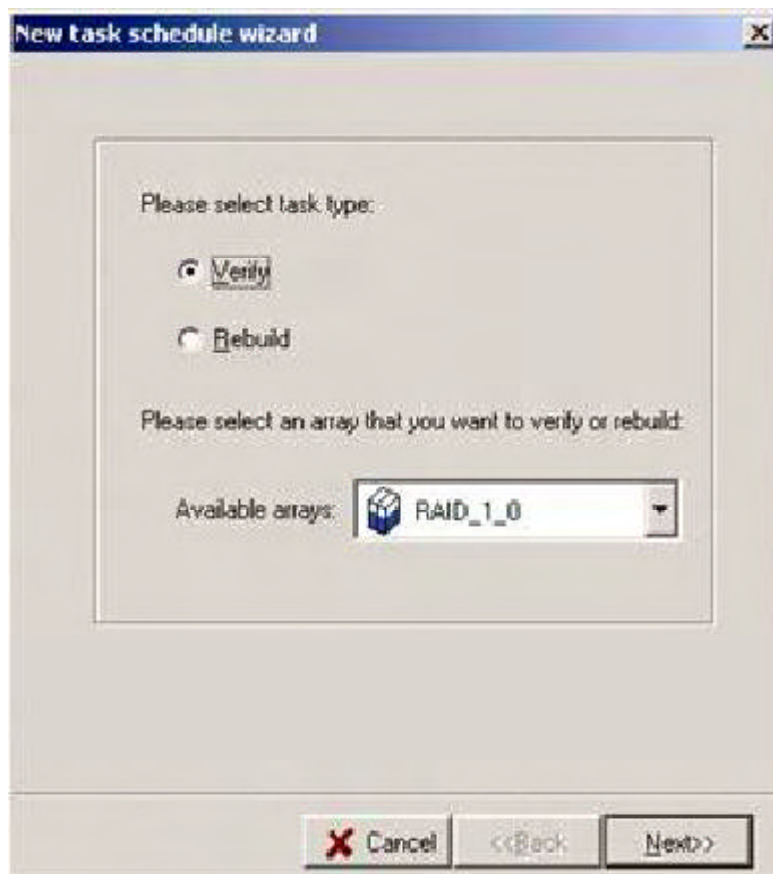 New task schedule wizard
Please select task type:
Verify
Rebuild
Please select an array that you want to verify or rebuild:
Available arrays: RAID_1_0
Cancel <<Back Next>>